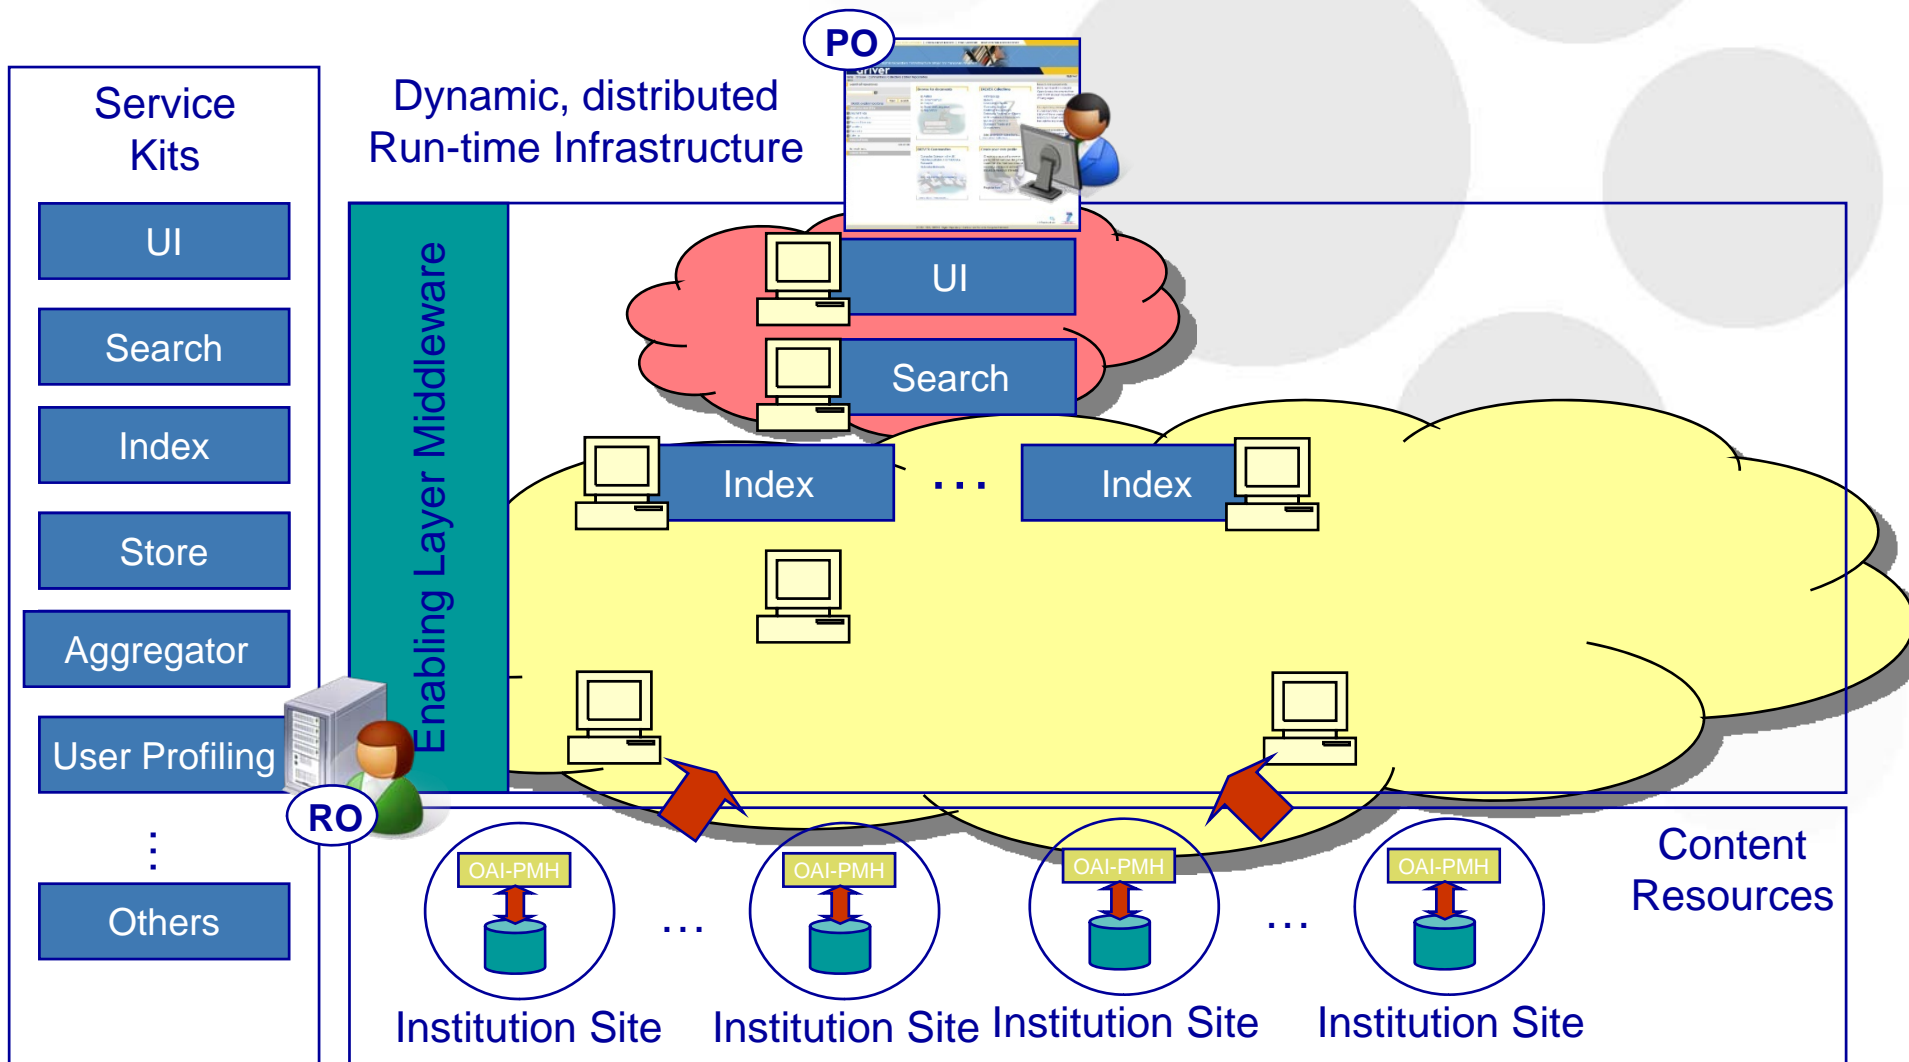 PO
Service
Kits
UI
Search
Index
Store
Aggregator
User Profiling
⋮
Others
Dynamic, distributed
Run-time Infrastructure
driver
Enabling Layer Middleware
UI
Search
Index
...
Index
RO
Content
Resources
OAI-PMH
...
OAI-PMH
OAI-PMH
...
OAI-PMH
Institution Site
Institution Site
Institution Site
Institution Site